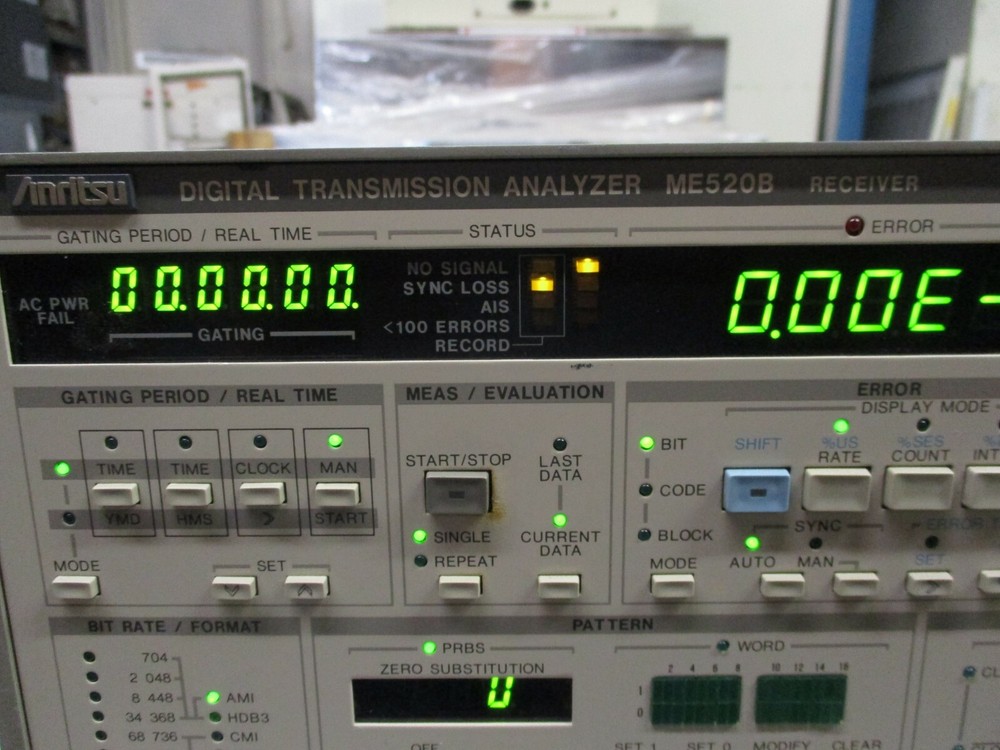 Anritsu DIGITAL TRANSMISSION ANALYZER ME520B RECEIVER
GATING PERIOD / REAL TIME
STATUS
ERROR
AC PWR FAIL
00.00.00.
GATING
NO SIGNAL
SYNC LOSS
AIS
<100 ERRORS
RECORD
0.00E-
GATING PERIOD / REAL TIME
TIME TIME CLOCK MAN
YMD HMS > START
MODE
SET
MEAS / EVALUATION
START/STOP
LAST
DATA
SINGLE
REPEAT
CURRENT
DATA
ERROR
DISPLAY MODE
BIT
CODE
BLOCK
MODE
SHIFT
%US
RATE
%SES
COUNT
INT
SYNC
AUTO MAN
ERROR
SET
BIT RATE / FORMAT
704
2 048
8 448
34 368
68 736
AMI
HDB3
CMI
PATTERN
PRBS
ZERO SUBSTITUTION
0
OFF
WORD
2 4 6 8 10 12 14 16
1
0
SET 1 SET 0 MODIFY CLEAR